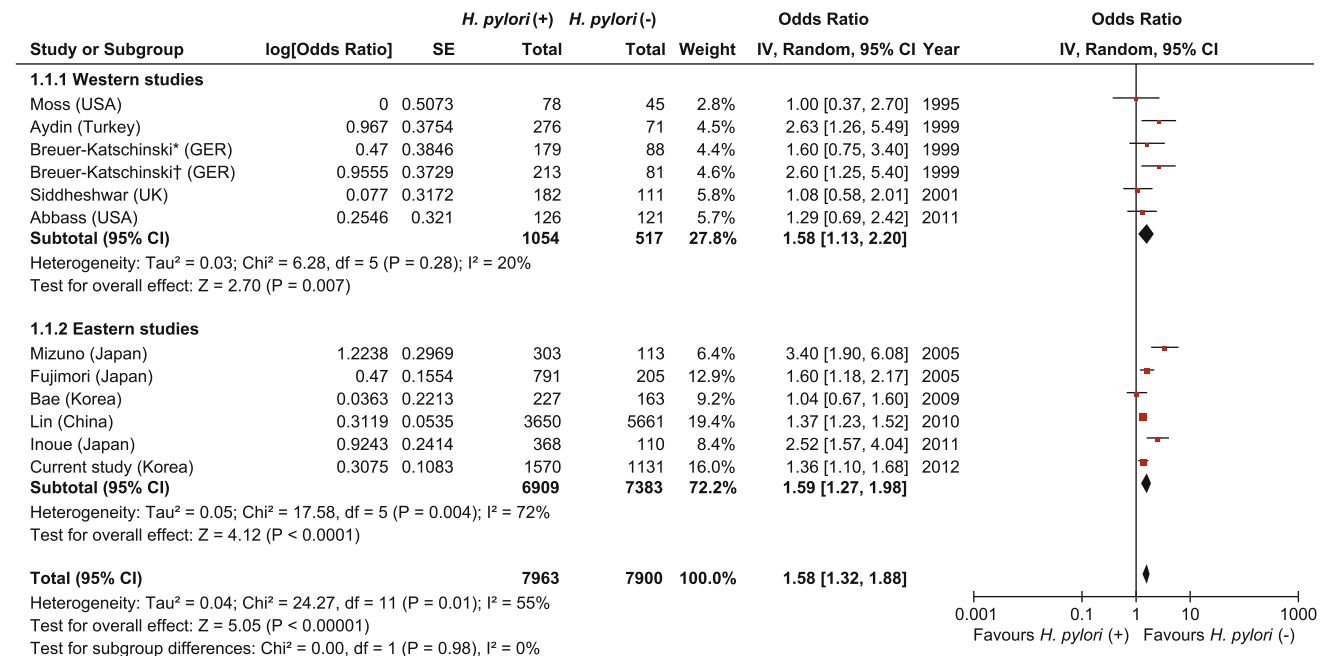 H. pylori (+) H. pylori (-) Odds Ratio Odds Ratio
Study or Subgroup log[Odds Ratio] SE Total Total Weight IV, Random, 95% CI Year IV, Random, 95% CI
1.1.1 Western studies
Moss (USA) 0 0.5073 78 45 2.8% 1.00 [0.37, 2.70] 1995
Aydin (Turkey) 0.967 0.3754 276 71 4.5% 2.63 [1.26, 5.49] 1999
Breuer-Katschinski* (GER) 0.47 0.3846 179 88 4.4% 1.60 [0.75, 3.40] 1999
Breuer-Katschinski† (GER) 0.9555 0.3729 213 81 4.6% 2.60 [1.25, 5.40] 1999
Siddheshwar (UK) 0.077 0.3172 182 111 5.8% 1.08 [0.58, 2.01] 2001
Abbass (USA) 0.2546 0.321 126 121 5.7% 1.29 [0.69, 2.42] 2011
Subtotal (95% CI) 1054 517 27.8% 1.58 [1.13, 2.20]
Heterogeneity: Tau² = 0.03; Chi² = 6.28, df = 5 (P = 0.28); I² = 20%
Test for overall effect: Z = 2.70 (P = 0.007)
1.1.2 Eastern studies
Mizuno (Japan) 1.2238 0.2969 303 113 6.4% 3.40 [1.90, 6.08] 2005
Fujimori (Japan) 0.47 0.1554 791 205 12.9% 1.60 [1.18, 2.17] 2005
Bae (Korea) 0.0363 0.2213 227 163 9.2% 1.04 [0.67, 1.60] 2009
Lin (China) 0.3119 0.0535 3650 5661 19.4% 1.37 [1.23, 1.52] 2010
Inoue (Japan) 0.9243 0.2414 368 110 8.4% 2.52 [1.57, 4.04] 2011
Current study (Korea) 0.3075 0.1083 1570 1131 16.0% 1.36 [1.10, 1.68] 2012
Subtotal (95% CI) 6909 7383 72.2% 1.59 [1.27, 1.98]
Heterogeneity: Tau² = 0.05; Chi² = 17.58, df = 5 (P = 0.004); I² = 72%
Test for overall effect: Z = 4.12 (P < 0.0001)
Total (95% CI) 7963 7900 100.0% 1.58 [1.32, 1.88]
Heterogeneity: Tau² = 0.04; Chi² = 24.27, df = 11 (P = 0.01); I² = 55%
Test for overall effect: Z = 5.05 (P < 0.00001)
Test for subgroup differences: Chi² = 0.00, df = 1 (P = 0.98), I² = 0%
0.001 0.1 1 10 1000
Favours H. pylori (+) Favours H. pylori (-)